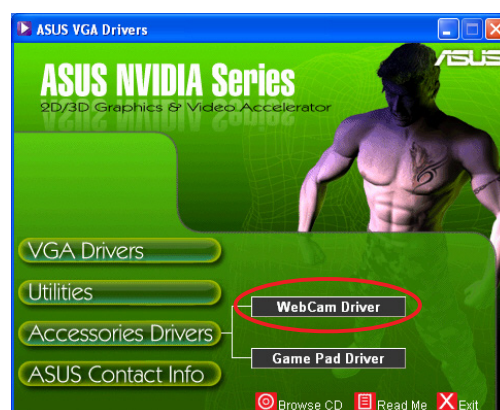 ASUS VGA Drivers
ASUS
ASUS NVIDIA Series
2D/3D Graphics & Video Accelerator
VGA Drivers
Utilities
WebCam Driver
Accessories Drivers
Game Pad Driver
ASUS Contact Info
Browse CD Read Me Exit